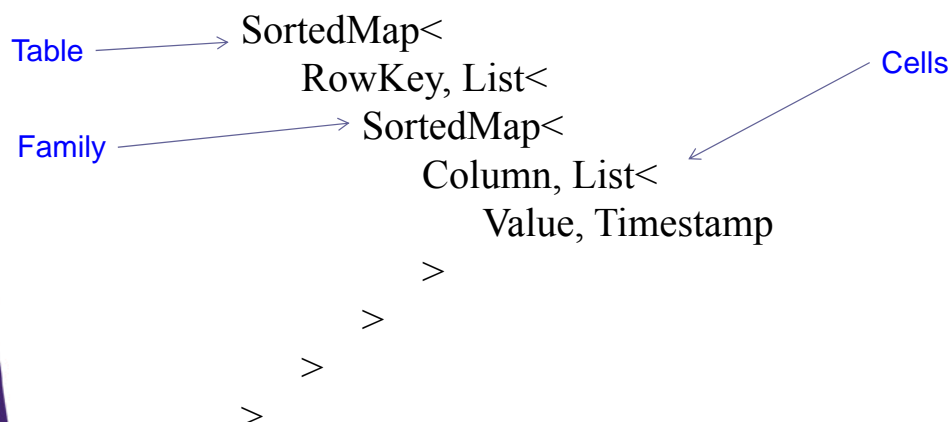 Table
SortedMap<
RowKey, List<
Cells
Family
SortedMap<
Column, List<
Value, Timestamp
>
>
>
>